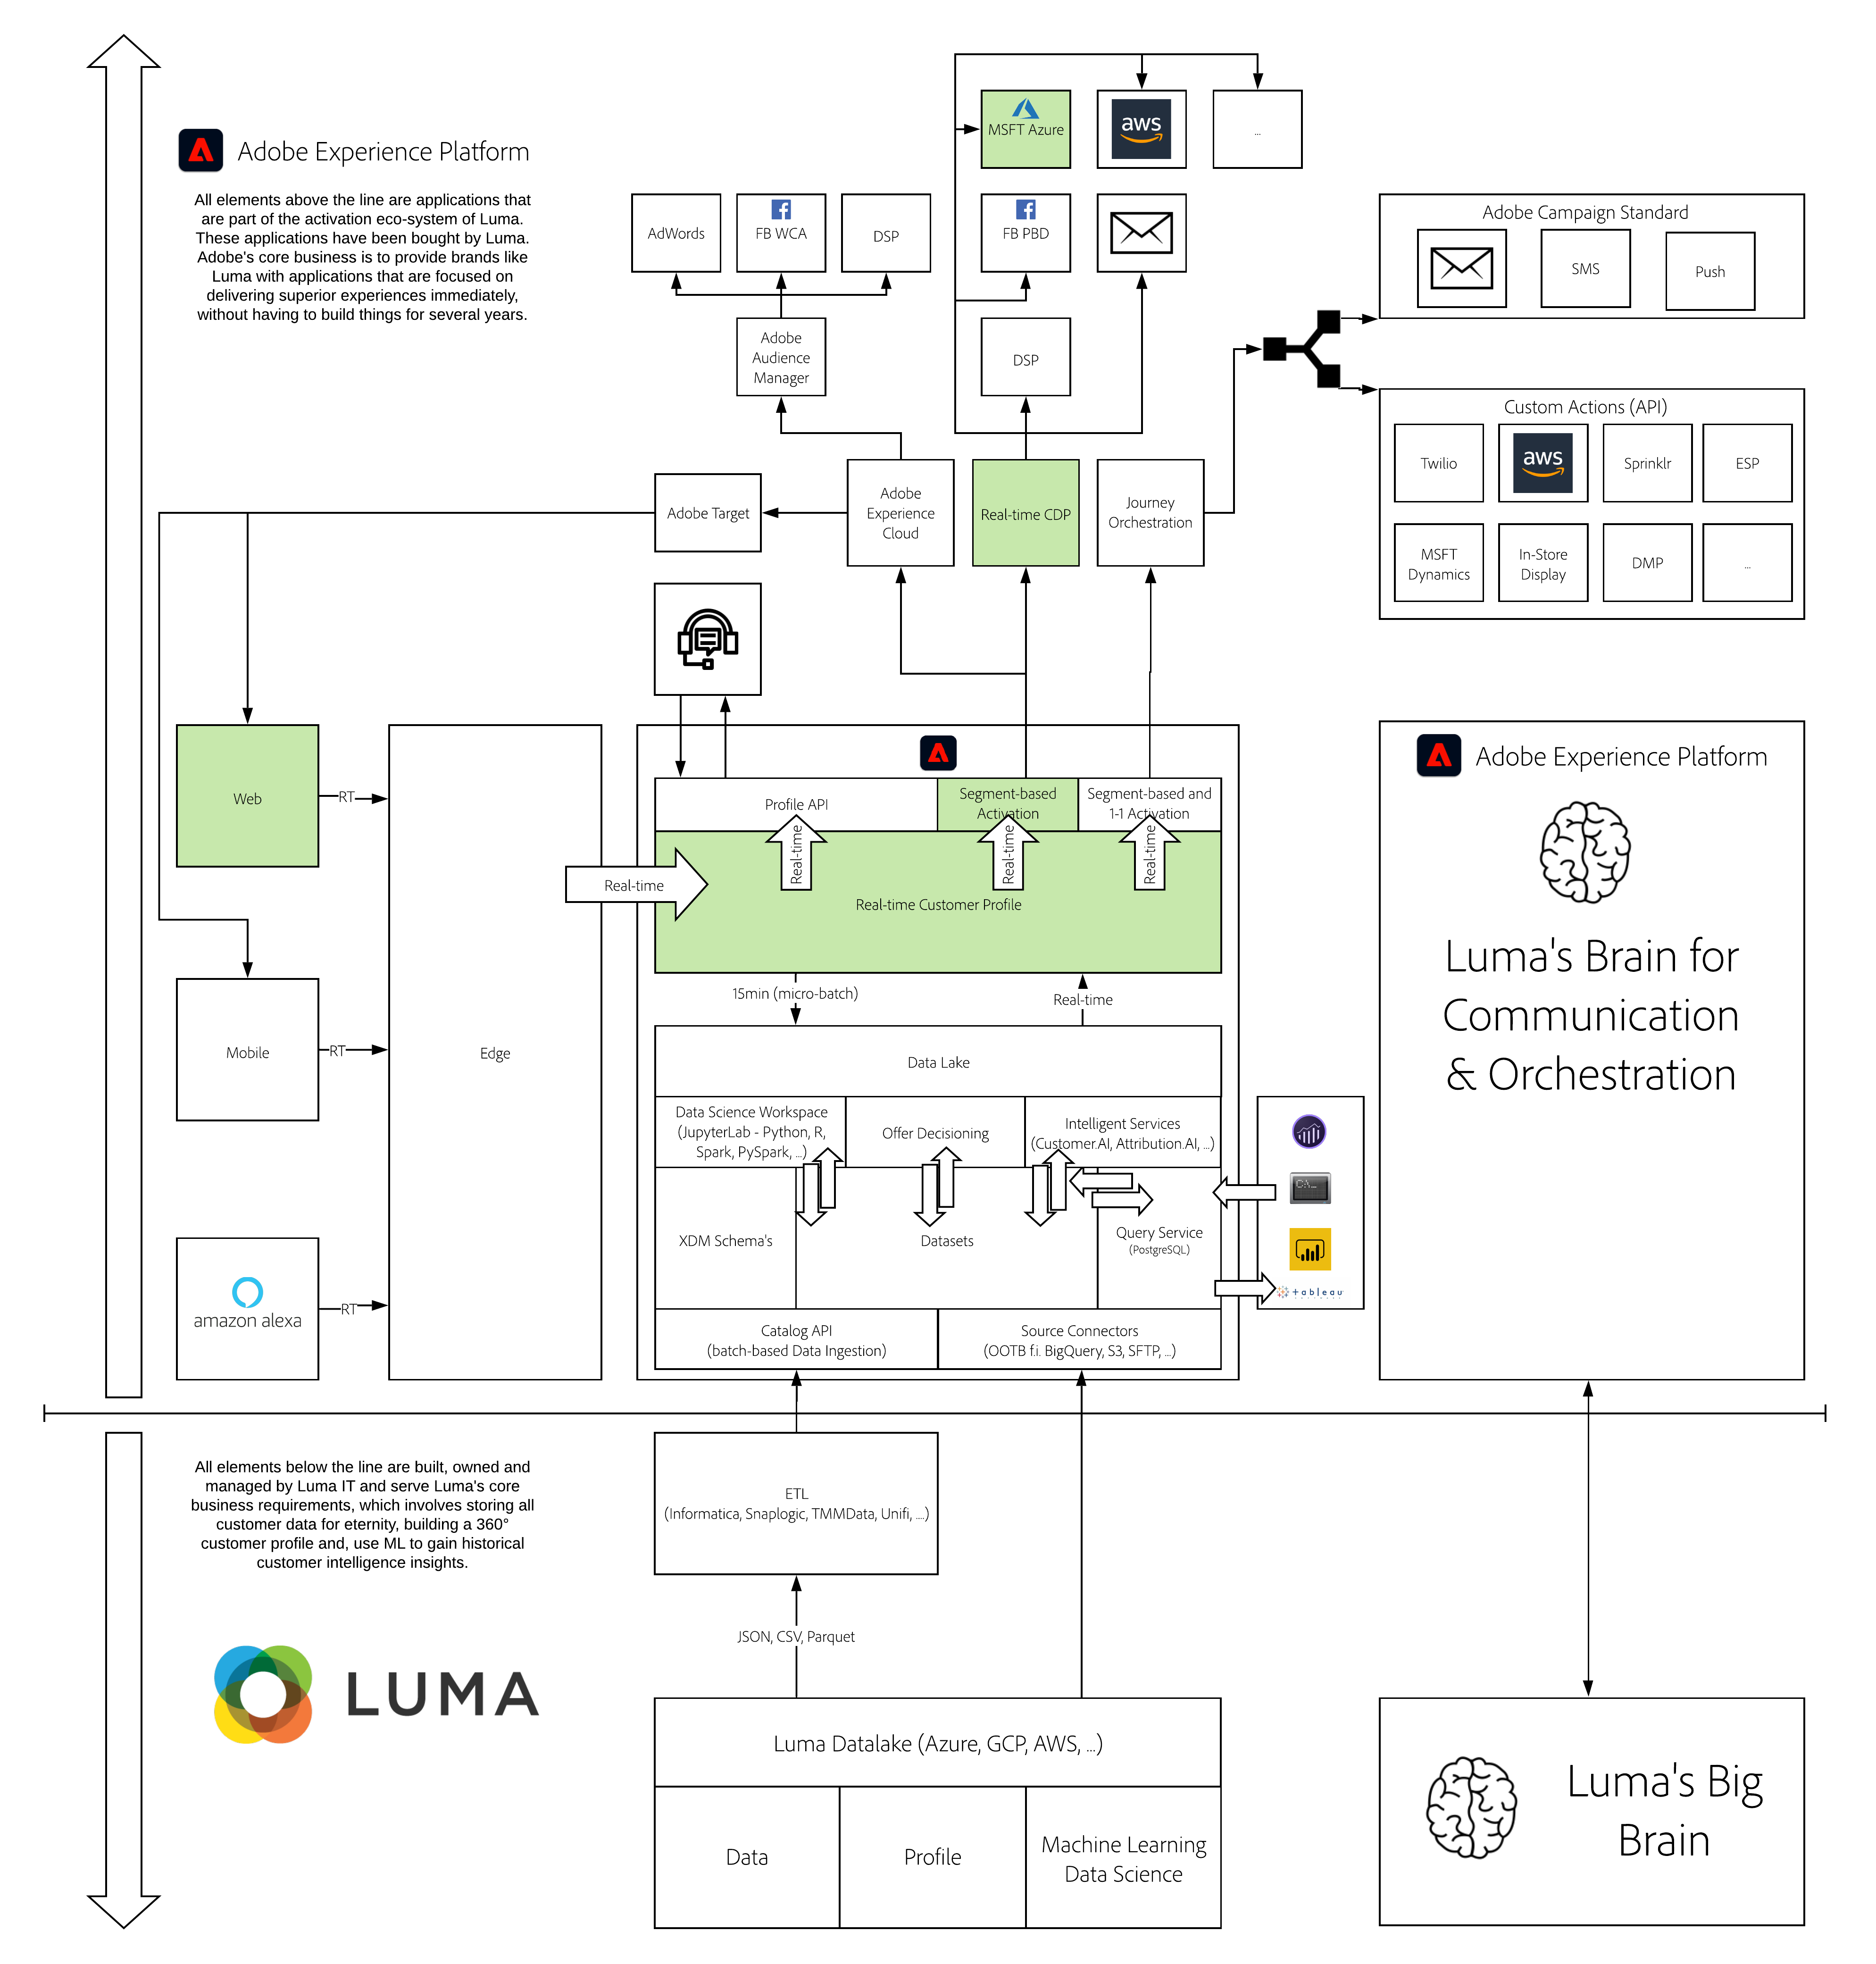 MSFT Azure
aws
...
Adobe Experience Platform
All elements above the line are applications that
are part of the activation eco-system of Luma.
These applications have been bought by Luma.
Adobe's core business is to provide brands like
Luma with applications that are focused on
delivering superior experiences immediately,
without having to build things for several years.
AdWords
FB WCA
DSP
FB PBD
Adobe Campaign Standard
SMS
Push
Adobe
Audience
Manager
DSP
Custom Actions (API)
Twilio
aws
Sprinklr
ESP
MSFT
Dynamics
In-Store
Display
DMP
...
Adobe Target
Adobe
Experience
Cloud
Real-time CDP
Journey
Orchestration
Web
RT
Mobile
RT
amazon alexa
RT
Edge
Real-time
Profile API
Segment-based
Activation
Segment-based and
1-1 Activation
Real-time
Real-time
Real-time
Real-time Customer Profile
15min (micro-batch)
Real-time
Data Lake
Data Science Workspace
(JupyterLab - Python, R,
Spark, PySpark, ...)
Offer Decisioning
Intelligent Services
(Customer.AI, Attribution.AI, ...)
XDM Schema's
Datasets
Query Service
(PostgreSQL)
Catalog API
(batch-based Data Ingestion)
Source Connectors
(OOTB f.i. BigQuery, S3, SFTP, ...)
+ a b l e a u
Adobe Experience Platform
Luma's Brain for
Communication
& Orchestration
All elements below the line are built, owned and
managed by Luma IT and serve Luma's core
business requirements, which involves storing all
customer data for eternity, building a 360°
customer profile and, use ML to gain historical
customer intelligence insights.
LUMA
ETL
(Informatica, Snaplogic, TMMData, Unifi, ....)
JSON, CSV, Parquet
Luma Datalake (Azure, GCP, AWS, ...)
Data
Profile
Machine Learning
Data Science
Luma's Big
Brain